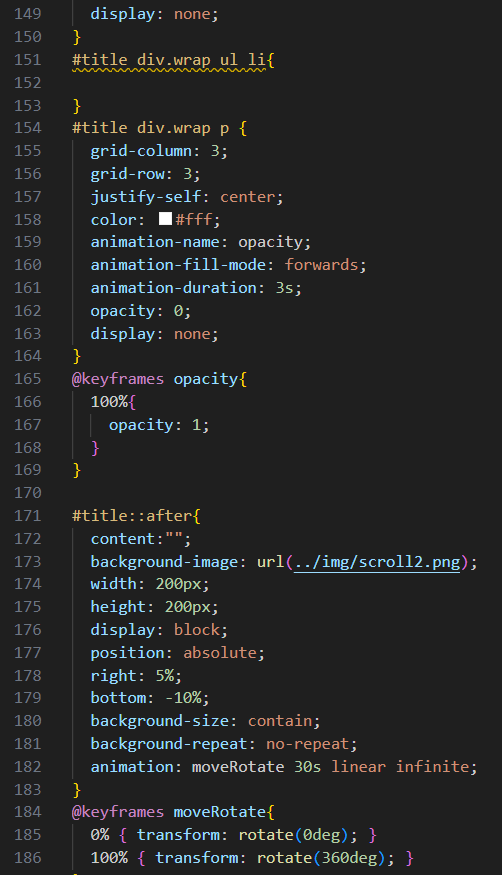 149 display: none;
150 }
151 #title div.wrap ul li{
152
153 }
154 #title div.wrap p {
155 grid-column: 3;
156 grid-row: 3;
157 justify-self: center;
158 color: #fff;
159 animation-name: opacity;
160 animation-fill-mode: forwards;
161 animation-duration: 3s;
162 opacity: 0;
163 display: none;
164 }
165 @keyframes opacity{
166 100%{
167 opacity: 1;
168 }
169 }
170
171 #title::after{
172 content:"";
173 background-image: url(../img/scroll2.png);
174 width: 200px;
175 height: 200px;
176 display: block;
177 position: absolute;
178 right: 5%;
179 bottom: -10%;
180 background-size: contain;
181 background-repeat: no-repeat;
182 animation: moveRotate 30s linear infinite;
183 }
184 @keyframes moveRotate{
185 0% { transform: rotate(0deg); }
186 100% { transform: rotate(360deg); }